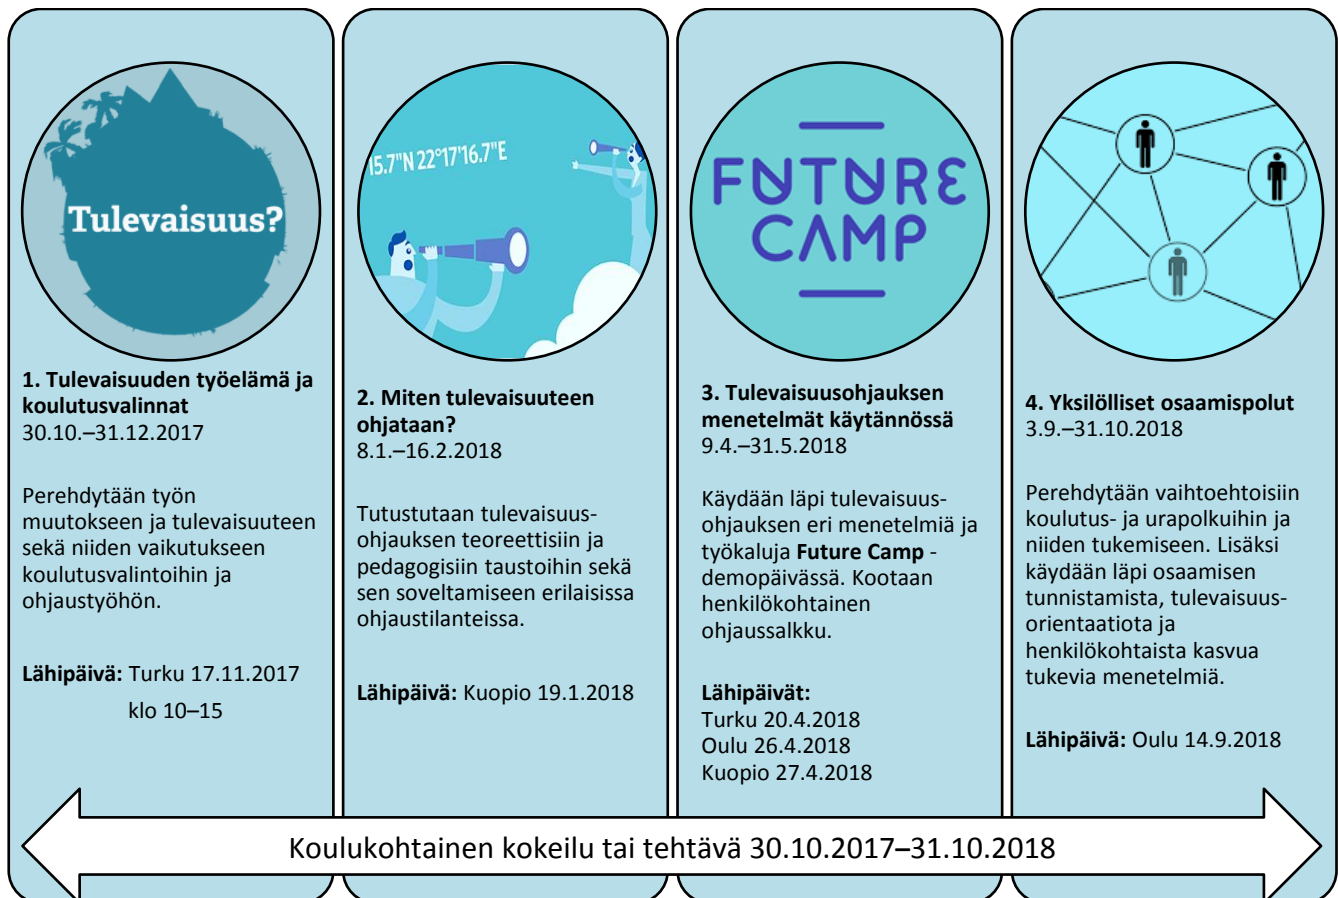 Tulevaisuus?
1. Tulevaisuuden työelämä ja
koulutusvalinnat
30.10.–31.12.2017
Perehdytään työn
muutokseen ja tulevaisuuteen
sekä niiden vaikutukseen
koulutusvalintoihin ja
ohjaustyöhön.
Lähipäivä: Turku 17.11.2017
klo 10–15
15.7"N 22°17'16.7"E
2. Miten tulevaisuuteen
ohjataan?
8.1.–16.2.2018
Tutustutaan tulevaisuus-
ohjauksen teoreettisiin ja
pedagogisiin taustoihin sekä
sen soveltamiseen erilaisissa
ohjaustilanteissa.
Lähipäivä: Kuopio 19.1.2018
FUTURE
CAMP
3. Tulevaisuusohjauksen
menetelmät käytännössä
9.4.–31.5.2018
Käydään läpi tulevaisuus-
ohjauksen eri menetelmiä ja
työkaluja Future Camp -
demopäivässä. Kootaan
henkilökohtainen
ohjaussalkku.
Lähipäivät:
Turku 20.4.2018
Oulu 26.4.2018
Kuopio 27.4.2018
4. Yksilölliset osaamispolut
3.9.–31.10.2018
Perehdytään vaihtoehtoisiin
koulutus- ja urapolkuihin ja
niiden tukemiseen. Lisäksi
käydään läpi osaamisen
tunnistamista, tulevaisuus-
orientaatiota ja
henkilökohtaista kasvua
tukevia menetelmiä.
Lähipäivä: Oulu 14.9.2018
Koulukohtainen kokeilu tai tehtävä 30.10.2017–31.10.2018